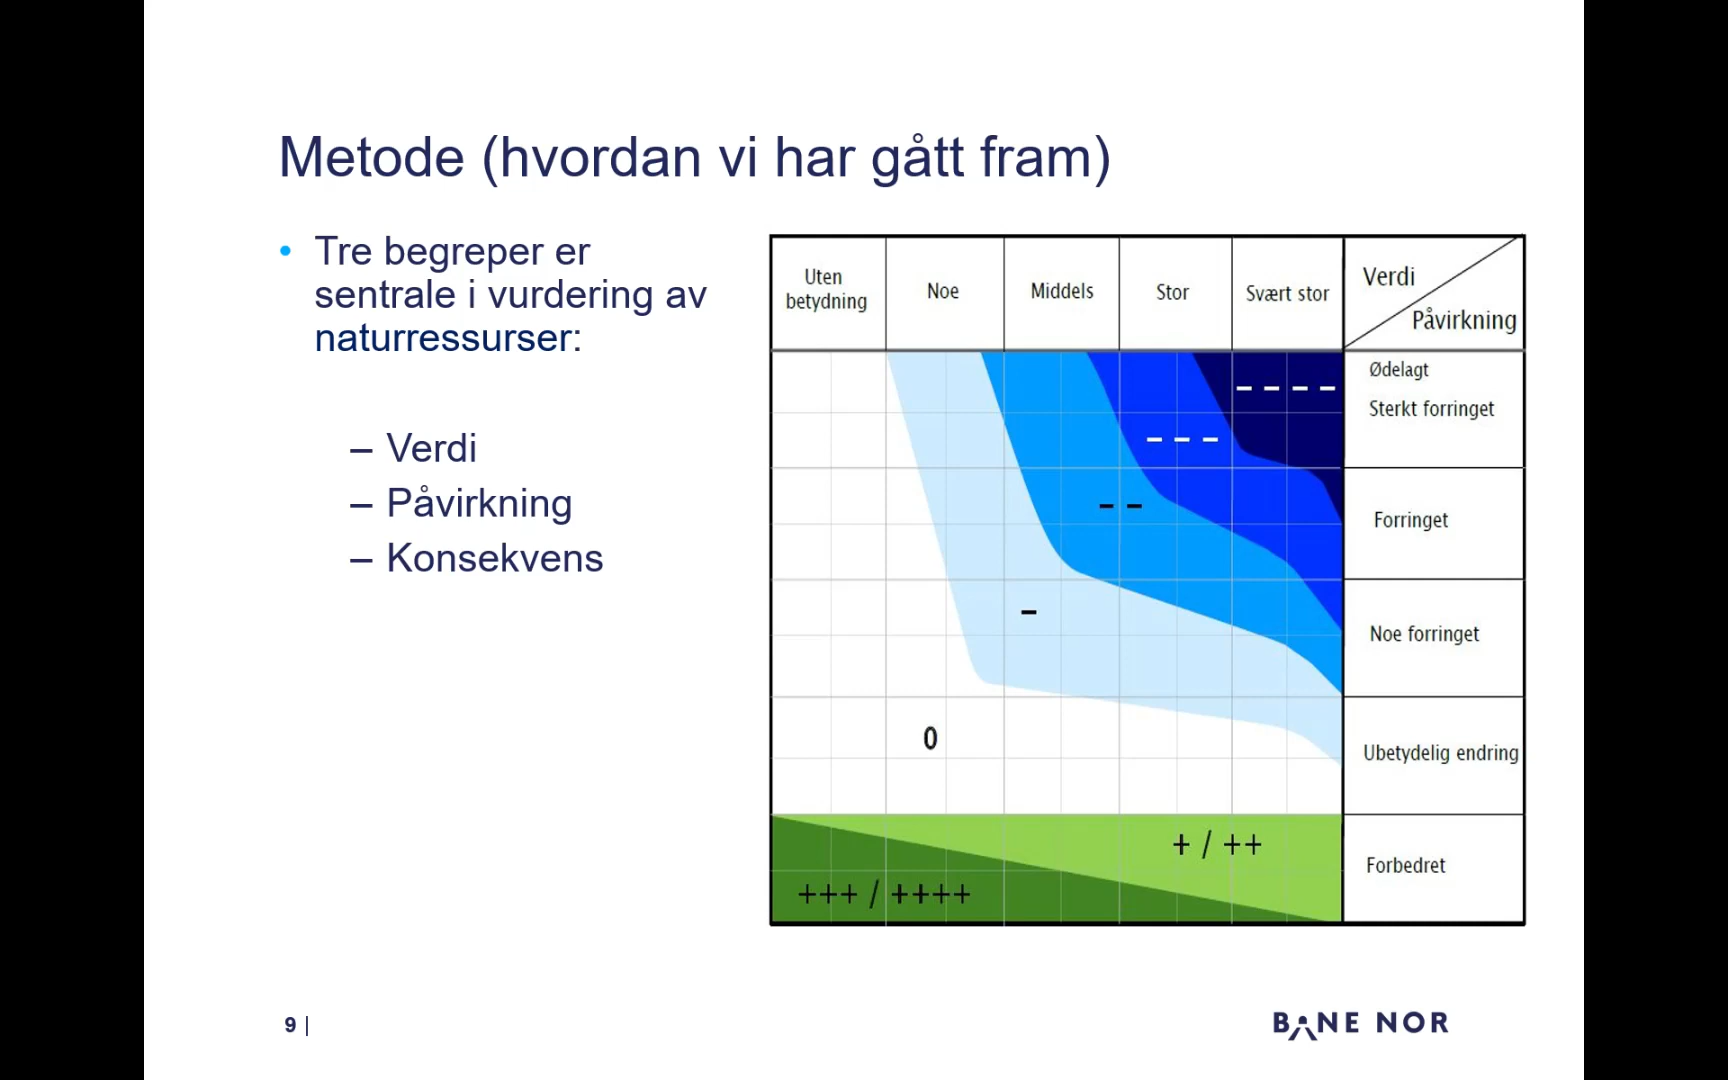 Metode (hvordan vi har gått fram)
• Tre begreper er
sentrale i vurdering av
naturressurser:
– Verdi
– Påvirkning
– Konsekvens
Uten
betydning
Noe
Middels
Stor
Svært stor
Verdi
Påvirkning
Ødelagt
Sterkt forringet
Forringet
Noe forringet
Ubetydelig endring
Forbedret
– – – –
– – –
– –
–
0
+ / ++
+++ / ++++
9 |
BANE NOR